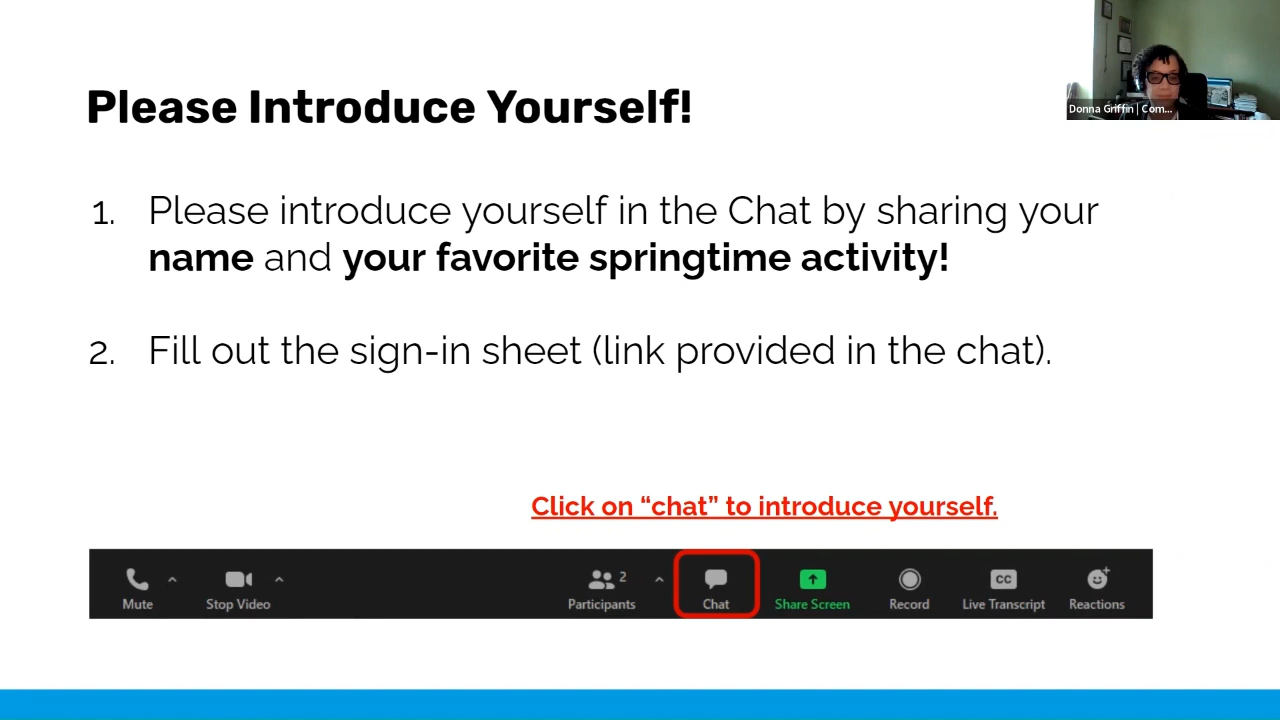 Please Introduce Yourself!
Donna Griffin | Com...
1. Please introduce yourself in the Chat by sharing your
name and your favorite springtime activity!
2. Fill out the sign-in sheet (link provided in the chat).
Click on “chat” to introduce yourself.
2
CC
Mute Stop Video Participants Chat Share Screen Record Live Transcript Reactions